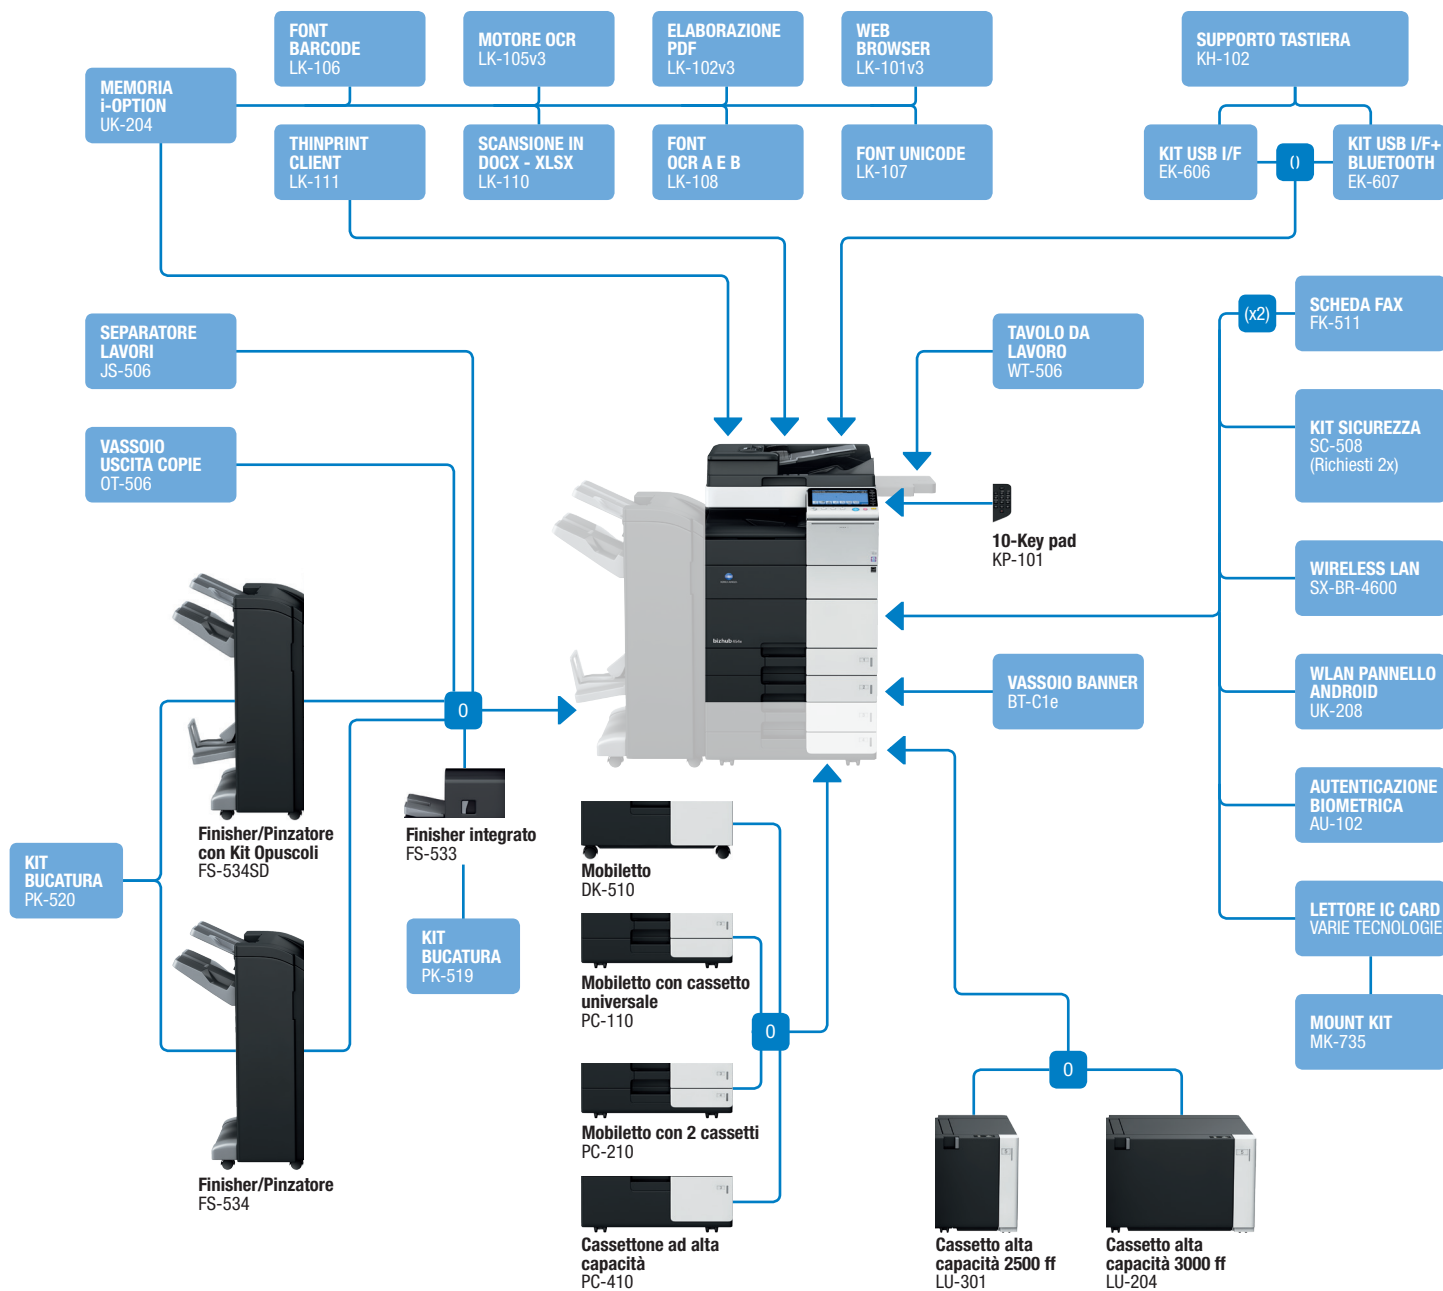 FONT
BARCODE
LK-106
MOTORE OCR
LK-105v3
ELABORAZIONE
PDF
LK-102v3
WEB
BROWSER
LK-101v3
SUPPORTO TASTIERA
KH-102
MEMORIA
i-OPTION
UK-204
THINPRINT
CLIENT
LK-111
SCANSIONE IN
DOCX - XLSX
LK-110
FONT
OCR A E B
LK-108
FONT UNICODE
LK-107
KIT USB I/F
EK-606
()
KIT USB I/F+
BLUETOOTH
EK-607
SEPARATORE
LAVORI
JS-506
TAVOLO DA
LAVORO
WT-506
(x2)
SCHEDA FAX
FK-511
VASSOIO
USCITA COPIE
OT-506
KIT SICUREZZA
SC-508
(Richiesti 2x)
10-Key pad
KP-101
WIRELESS LAN
SX-BR-4600
bizhub
VASSOIO BANNER
BT-C1e
WLAN PANNELLO
ANDROID
UK-208
0
Finisher/Pinzatore
con Kit Opuscoli
FS-534SD
Finisher integrato
FS-533
AUTENTICAZIONE
BIOMETRICA
AU-102
KIT
BUCATURA
PK-520
Mobiletto
DK-510
KIT
BUCATURA
PK-519
LETTORE IC CARD
VARIE TECNOLOGIE
Mobiletto con cassetto
universale
PC-110
0
MOUNT KIT
MK-735
0
Mobiletto con 2 cassetti
PC-210
Finisher/Pinzatore
FS-534
Cassettone ad alta
capacità
PC-410
Cassetto alta
capacità 2500 ff
LU-301
Cassetto alta
capacità 3000 ff
LU-204